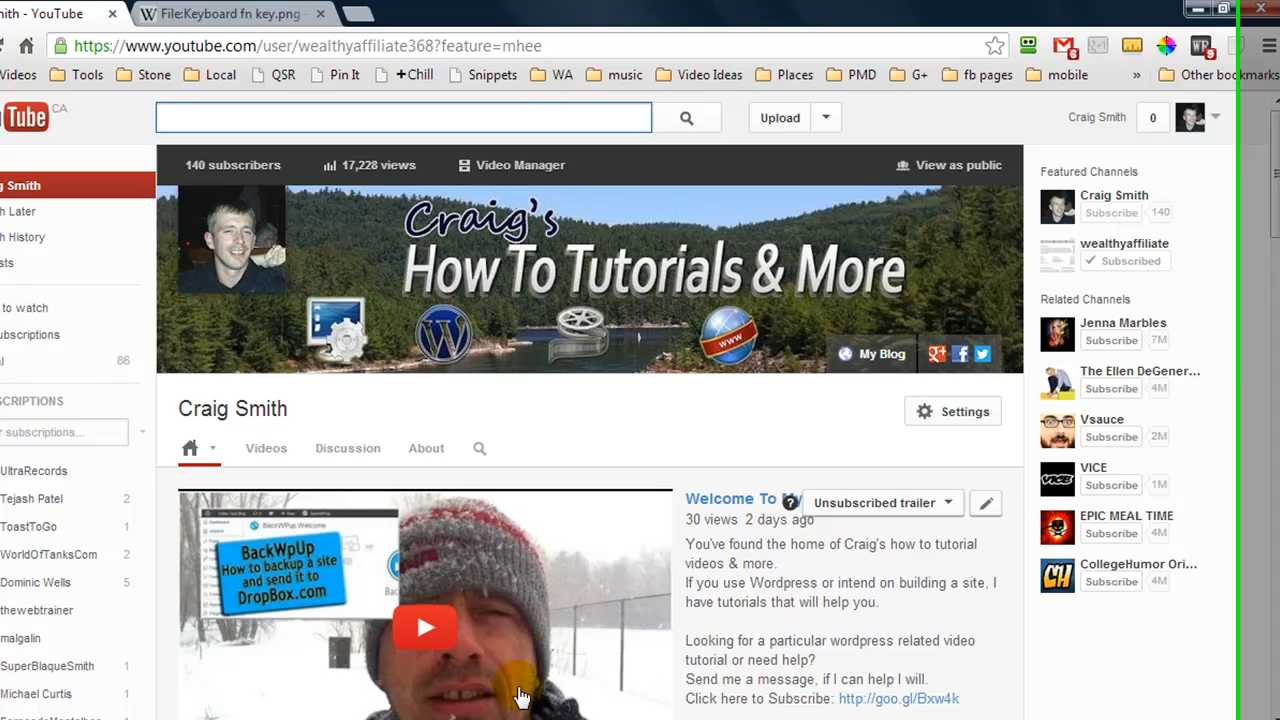 mith - YouTube
File:Keyboard fn key.png -
https://www.youtube.com/user/wealthyaffiliate368?feature=mhee
6
9
Videos Tools Stone Local QSR Pin It +Chill Snippets WA music Video Ideas Places PMD G+ fb pages mobile » Other bookmarks
Tube CA
Upload
Craig Smith 0
g Smith
h Later
h History
sts
to watch
ubscriptions
al 86
SCRIPTIONS
r subscriptions...
UltraRecords
Tejash Patel 2
ToastToGo 1
WorldOfTanksCom 2
Dominic Wells 5
thewebtrainer
malgalin
SuperBlaqueSmith 1
Michael Curtis 1
140 subscribers 17,228 views Video Manager View as public
Craig's
How To Tutorials & More
www
My Blog
Craig Smith
Settings
Videos Discussion About
BackWPup Welcome
BackWpUp
How to backup a site
and send it to
DropBox.com
Welcome To My
Unsubscribed trailer
30 views 2 days ago
You've found the home of Craig's how to tutorial
videos & more.
If you use Wordpress or intend on building a site, I
have tutorials that will help you.
Looking for a particular wordpress related video
tutorial or need help?
Send me a message, if I can help I will.
Click here to Subscribe: http://goo.gl/Bxw4k
Featured Channels
Craig Smith
Subscribe 140
wealthyaffiliate
Subscribed
Related Channels
Jenna Marbles
Subscribe 7M
The Ellen DeGener...
Subscribe 4M
Vsauce
Subscribe 2M
VICE
Subscribe 1M
EPIC MEAL TIME
Subscribe 4M
CollegeHumor Ori...
Subscribe 4M